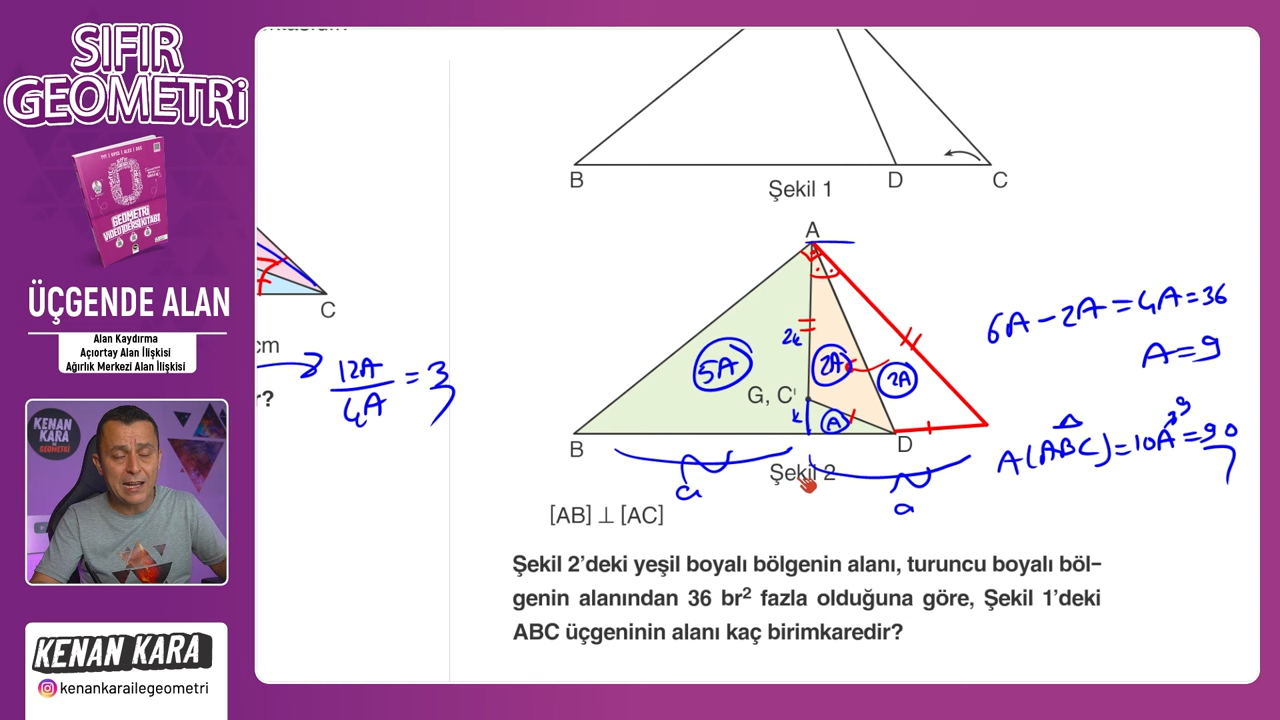 SIFIR
GEOMETRİ
GEOMETRİ
VİDEO DERS KİTABI
ÜÇGENDE ALAN
Alan Kaydırma
Açıortay Alan İlişkisi
Ağırlık Merkezi Alan İlişkisi
KENAN
KARA
GEOMETRİ
KENAN KARA
kenankarailegeometri
C
cm
r?
12A
4A
= 3
B
D
C
Şekil 1
A
2k
5A
2A
2A
G, C'
k
A
B
D
Şekil 2
a
a
6A - 2A = 4A = 36
A = 9
A(ABC) = 10A = 90
9
[AB] ⊥ [AC]
Şekil 2'deki yeşil boyalı bölgenin alanı, turuncu boyalı böl-
genin alanından 36 br² fazla olduğuna göre, Şekil 1'deki
ABC üçgeninin alanı kaç birimkaredir?